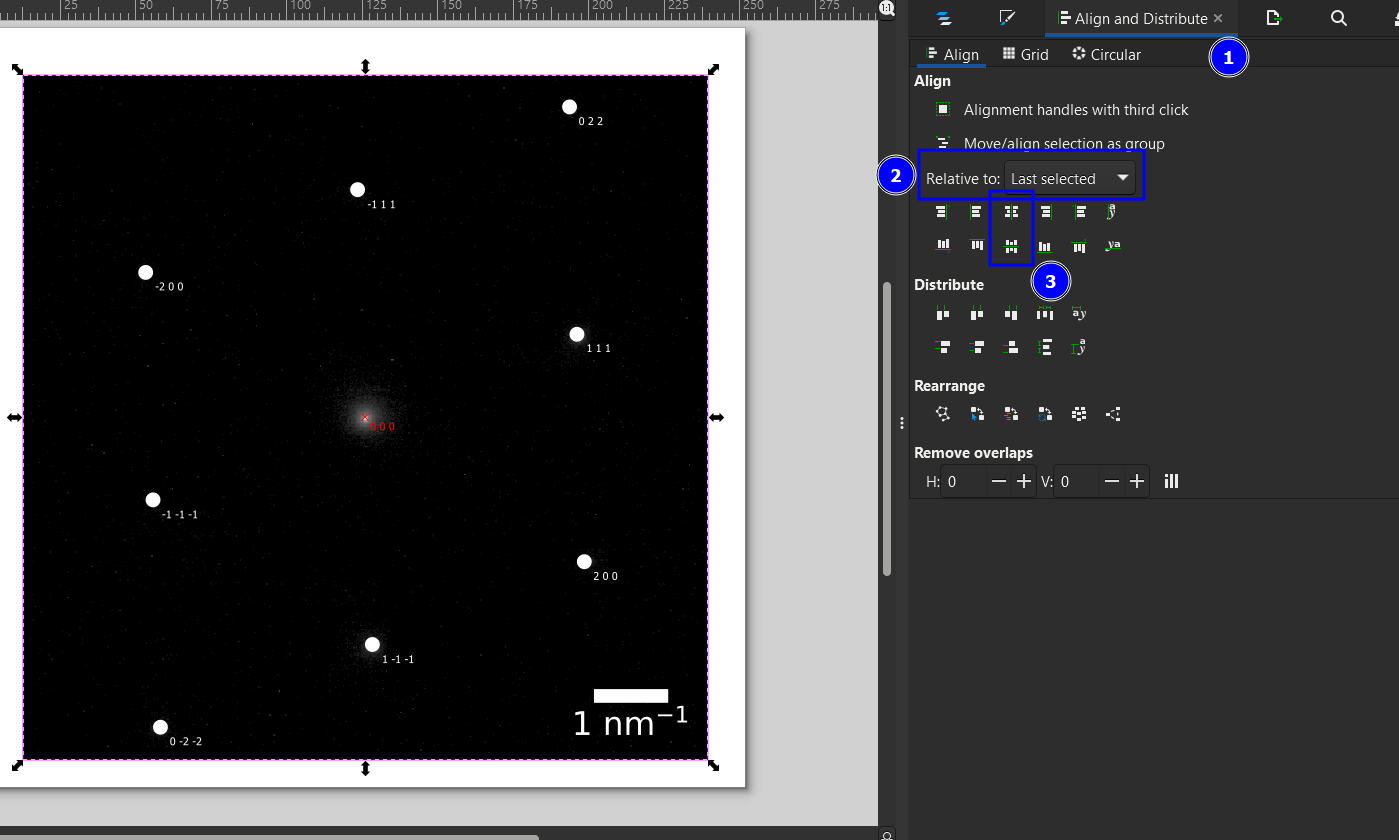 25 50 75 100 125 150 175 200 225 250 275
1:1
Align and Distribute
1
Align Grid Circular
Align
Alignment handles with third click
Move/align selection as group
2
Relative to: Last selected
3
Distribute
Rearrange
Remove overlaps
H: 0 V: 0
0 2 2
-1 1 1
-2 0 0
1 1 1
0 0 0
-1 -1 -1
2 0 0
1 -1 -1
0 -2 -2
1 nm⁻¹